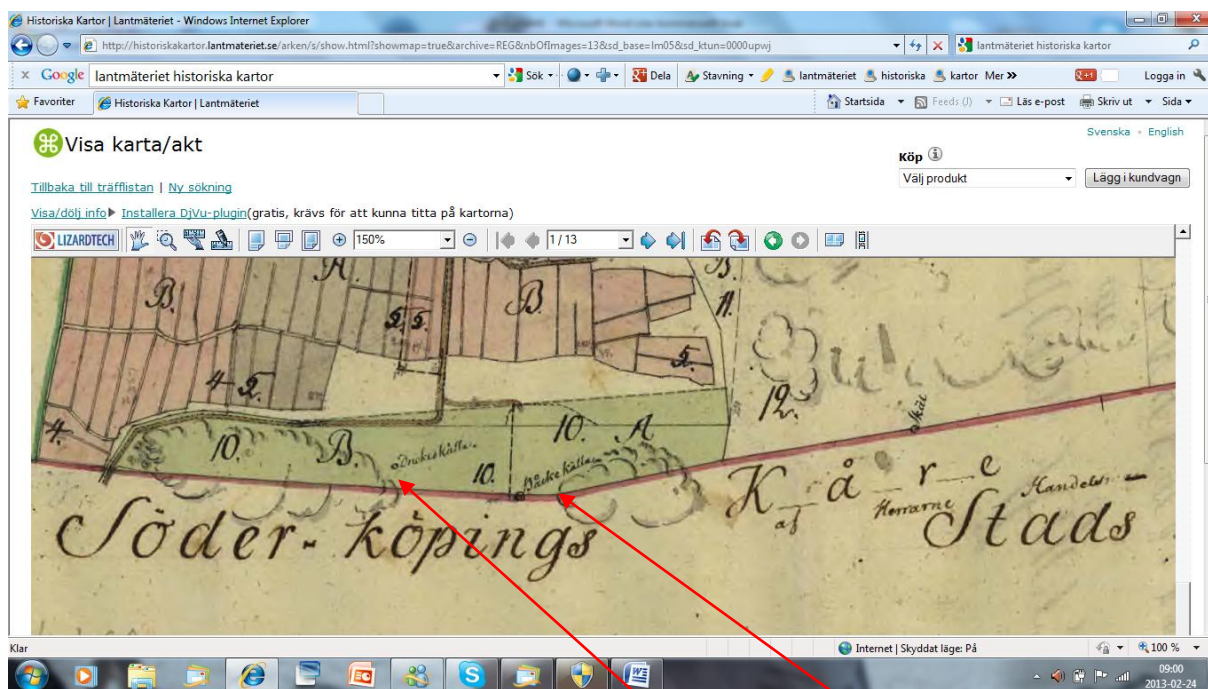 Historiska Kartor | Lantmäteriet - Windows Internet Explorer
http://historiskakartor.lantmateriet.se/arken/s/show.html?showmap=true&archive=REG&nbOfImages=13&sd_base=lm05&sd_ktun=0000upwj
lantmäteriet historiska kartor
x Google lantmäteriet historiska kartor Sök Dela Stavning lantmäteriet historiska kartor Mer >> +1 Logga in
Favoriter Historiska Kartor | Lantmäteriet Startsida Feeds (J) Läs e-post Skriv ut Sida
Svenska English
Visa karta/akt
Köp
Välj produkt Lägg i kundvagn
Tillbaka till träfflistan | Ny sökning
Visa/dölj info Installera DjVu-plugin(gratis, krävs för att kunna titta på kartorna)
LIZARDTECH 150% 1/13
A. B.
B. B. 11.
5. 5.
4 5. 5.
4. 12.
10. B. 10. A
10.
K å r e
af Herrarne Handels
Söder-köpings Stads
Klar Internet | Skyddat läge: På 100 %
09:00
2013-02-24